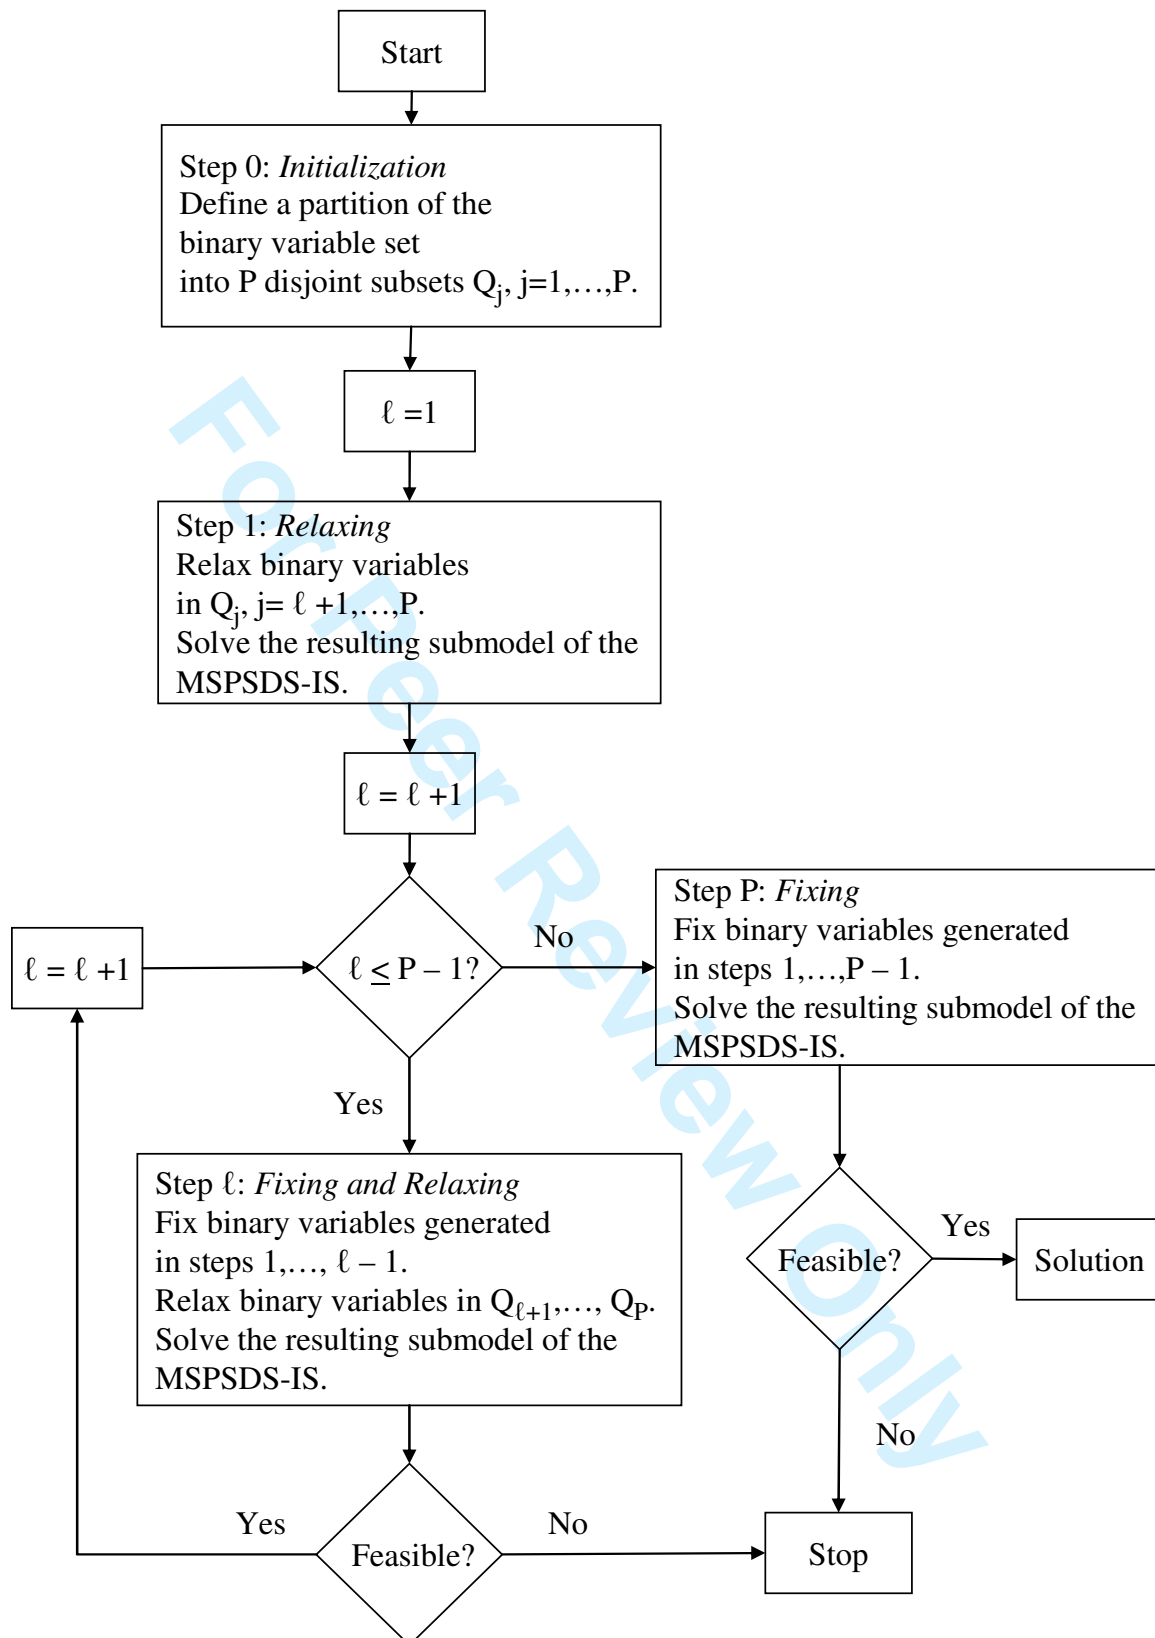 Start
Step 0: Initialization
Define a partition of the
binary variable set
into P disjoint subsets Qj, j=1,…,P.
ℓ =1
Step 1: Relaxing
Relax binary variables
in Qj, j= ℓ +1,…,P.
Solve the resulting submodel of the
MSPSDS-IS.
ℓ = ℓ +1
ℓ ≤ P – 1?
No
Step P: Fixing
Fix binary variables generated
in steps 1,…,P – 1.
Solve the resulting submodel of the
MSPSDS-IS.
ℓ = ℓ +1
Yes
Step ℓ: Fixing and Relaxing
Fix binary variables generated
in steps 1,…, ℓ – 1.
Relax binary variables in Qℓ+1,…, QP.
Solve the resulting submodel of the
MSPSDS-IS.
Feasible?
Yes
Solution
No
Yes
Feasible?
No
Stop
For Peer Review Only